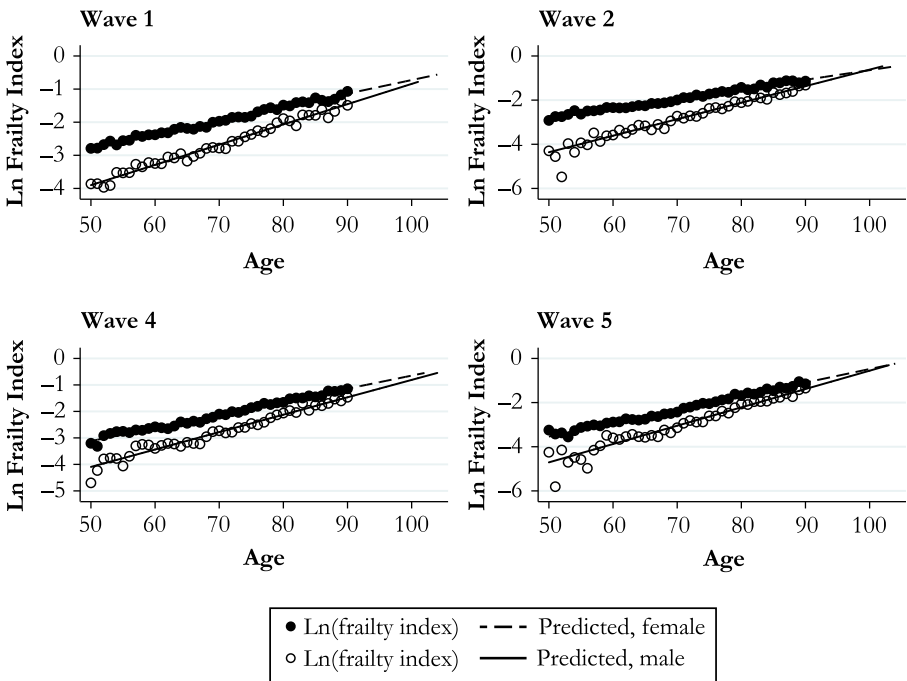 Wave 1
Ln Frailty Index
0
−1
−2
−3
−4
50 60 70 80 90 100
Age
Wave 2
Ln Frailty Index
0
−2
−4
−6
50 60 70 80 90 100
Age
Wave 4
Ln Frailty Index
0
−1
−2
−3
−4
−5
50 60 70 80 90 100
Age
Wave 5
Ln Frailty Index
0
−2
−4
−6
50 60 70 80 90 100
Age
Ln(frailty index) Predicted, female
Ln(frailty index) Predicted, male